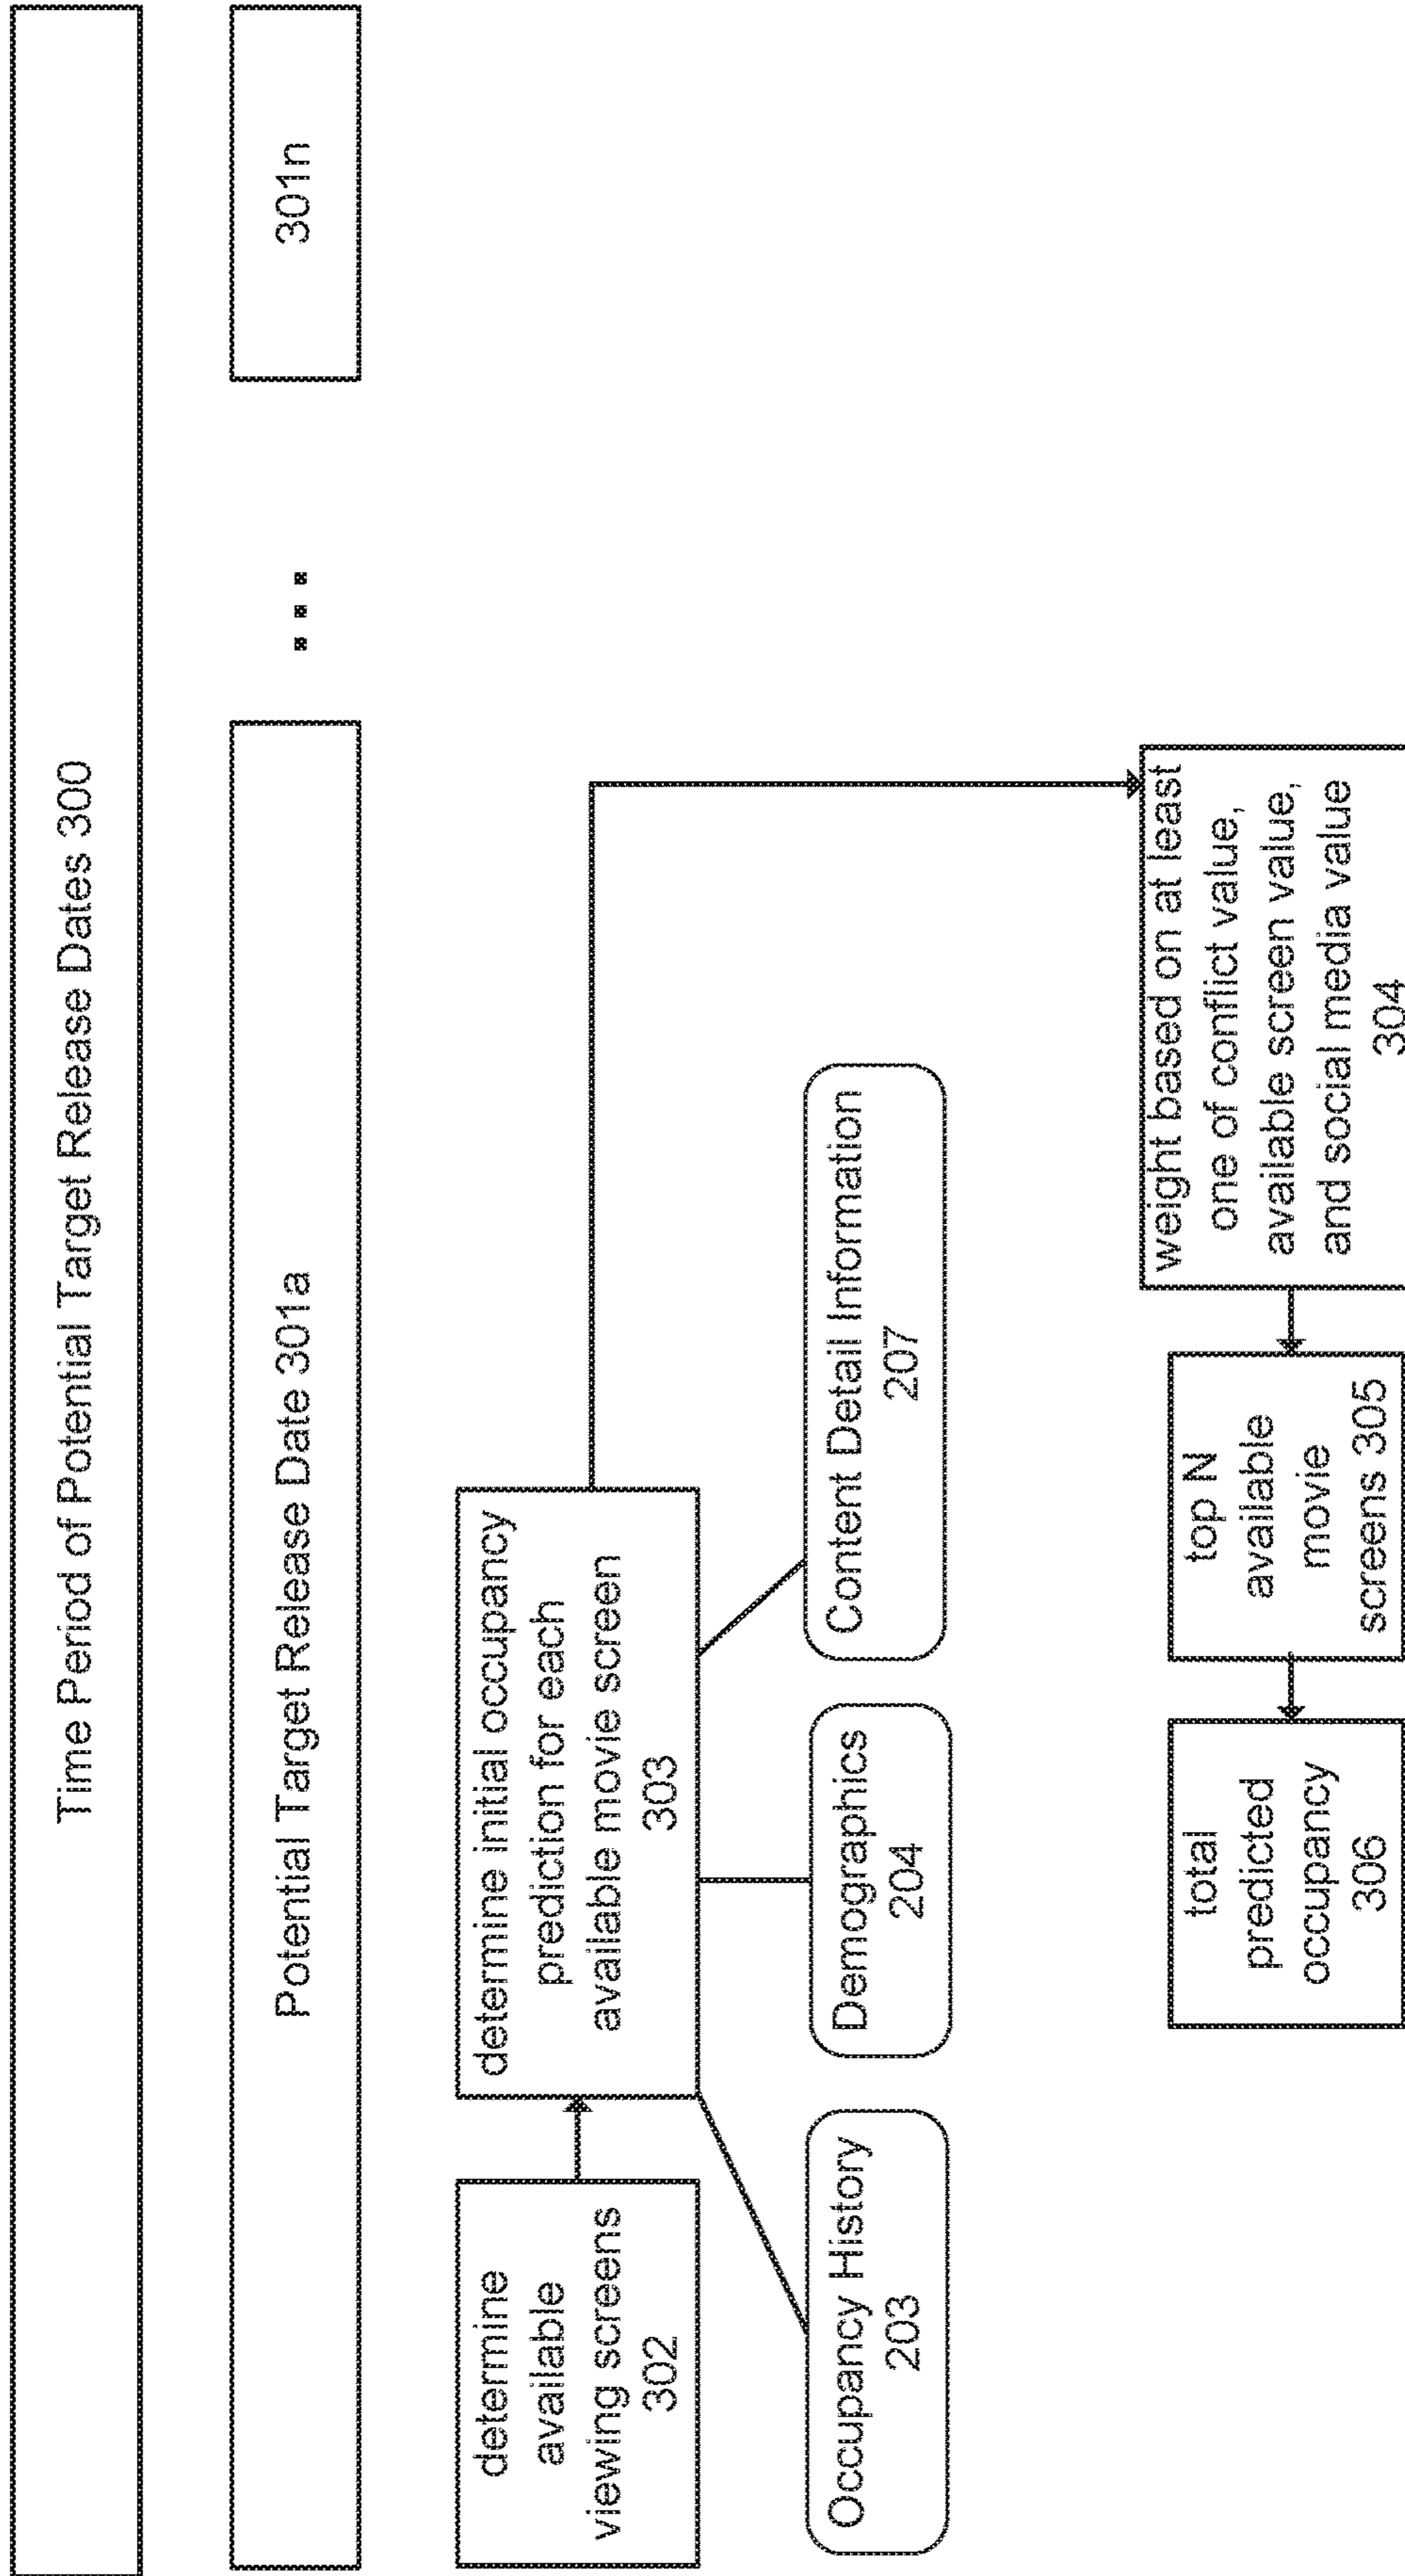 Time Period of Potential Target Release Dates 300
Potential Target Release Date 301a
301n
determine
available
viewing screens
302
determine initial occupancy
prediction for each
available movie screen
303
Occupancy History
203
Demographics
204
Content Detail Information
207
weight based on at least
one of conflict value,
available screen value,
and social media value
304
top N
available
movie
screens 305
total
predicted
occupancy
306